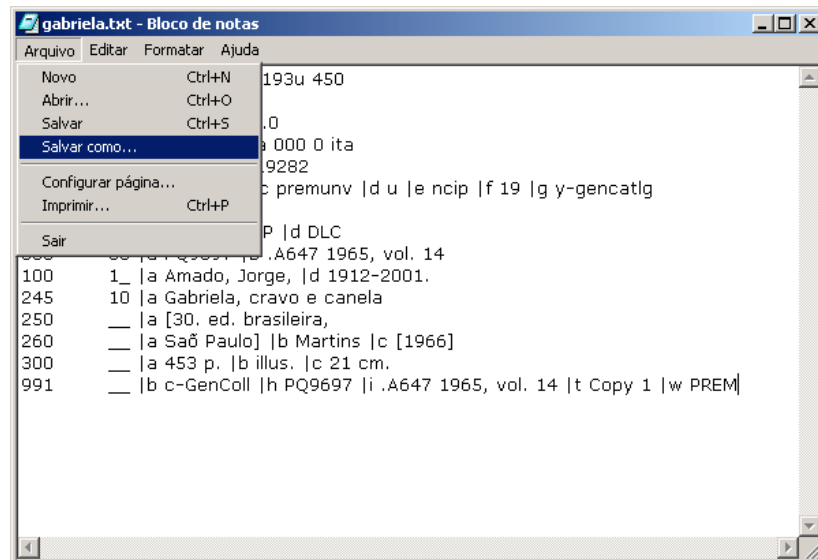 gabriela.txt - Bloco de notas
Arquivo Editar Formatar Ajuda
Novo Ctrl+N
Abrir... Ctrl+O
Salvar Ctrl+S
Salvar como...
Configurar página...
Imprimir... Ctrl+P
Sair
193u 450
.0
000 0 ita
9282
premunv |d u |e ncip |f 19 |g y-gencatlg
P |d DLC
.A647 1965, vol. 14
100 1_ |a Amado, Jorge, |d 1912-2001.
245 10 |a Gabriela, cravo e canela
250 __ |a [30. ed. brasileira,
260 __ |a Saõ Paulo] |b Martins |c [1966]
300 __ |a 453 p. |b illus. |c 21 cm.
991 __ |b c-GenColl |h PQ9697 |i .A647 1965, vol. 14 |t Copy 1 |w PREM